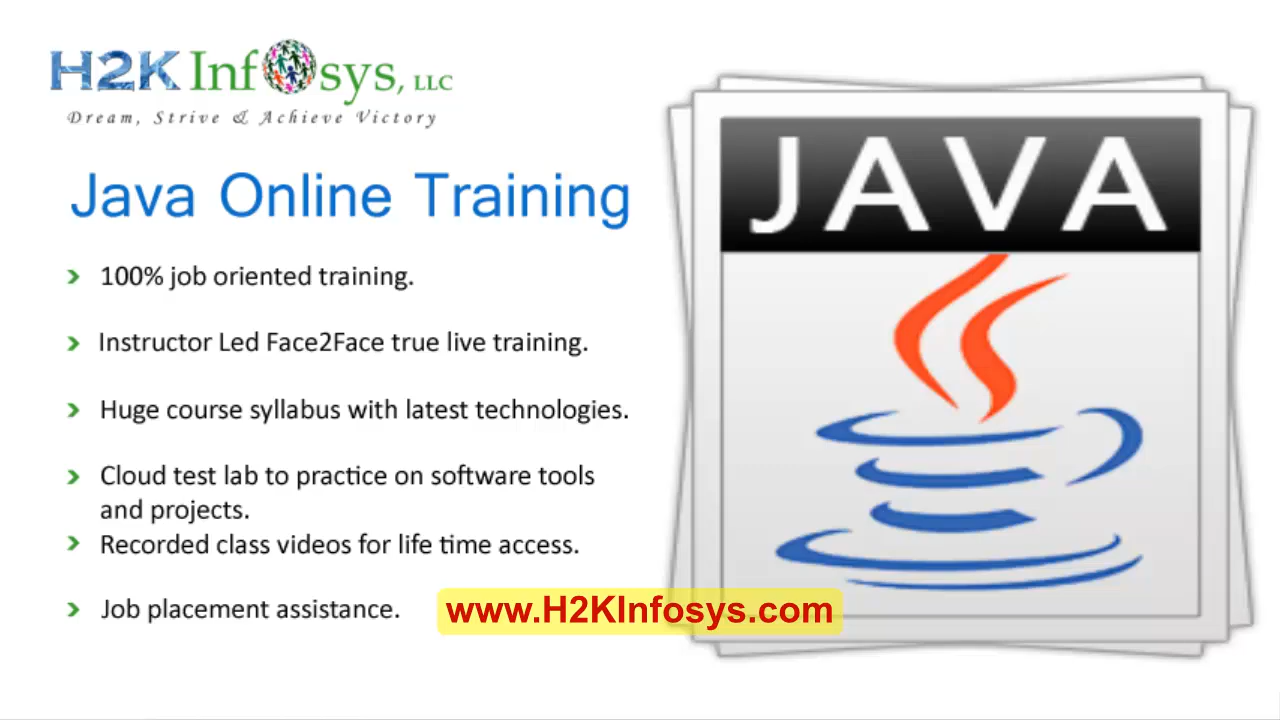 H2K Infosys, LLC
Dream, Strive & Achieve Victory
Java Online Training
100% job oriented training.
Instructor Led Face2Face true live training.
Huge course syllabus with latest technologies.
Cloud test lab to practice on software tools
and projects.
Recorded class videos for life time access.
Job placement assistance.
www.H2KInfosys.com
JAVA